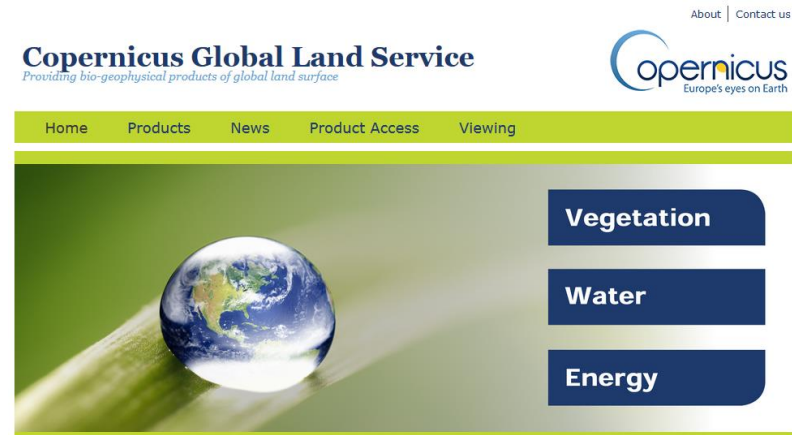 About | Contact us
Copernicus Global Land Service
Providing bio-geophysical products of global land surface
opernicus
Europe's eyes on Earth
Home Products News Product Access Viewing
Vegetation
Water
Energy